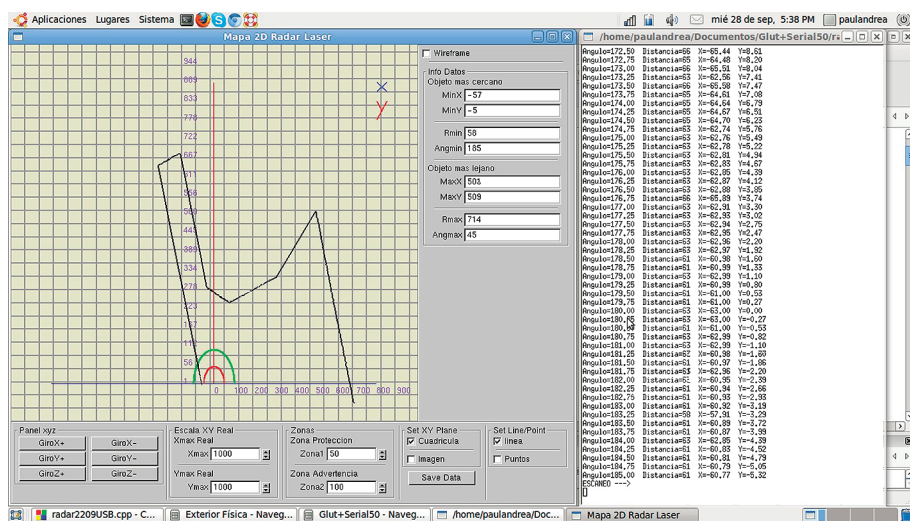 Aplicaciones Lugares Sistema
mié 28 de sep, 5:38 PM paulandrea
Mapa 2D Radar Laser
944
889
833
778
722
667
611
556
500
445
389
334
278
223
167
112
56
1
0 100 200 300 400 500 600 700 800 900
X
y
Wireframe
Info Datos
Objeto mas cercano
MinX -57
MinY -5
Rmin 58
Angmin 185
Objeto mas lejano
MaxX 503
MaxY 509
Rmax 714
Angmax 45
Panel xyz
GiroX+ GiroX-
GiroY+ GiroY-
GiroZ+ GiroZ-
Escala XY Real
Xmax Real
Xmax 1000
Ymax Real
Ymax 1000
Zonas
Zona Proteccion
Zona1 50
Zona Advertencia
Zona2 100
Set XY Plane
Cuadricula
Imagen
Save Data
Set Line/Point
linea
Puntos
/home/paulandrea/Documentos/Glut+Serial50/ra
Angulo=172,50 Distancia=66 X=-65,44 Y=8,61
Angulo=172,75 Distancia=65 X=-64,48 Y=8,20
Angulo=173,00 Distancia=66 X=-65,51 Y=8,04
Angulo=173,25 Distancia=63 X=-62,56 Y=7,41
Angulo=173,50 Distancia=66 X=-65,58 Y=7,47
Angulo=173,75 Distancia=65 X=-64,61 Y=7,08
Angulo=174,00 Distancia=65 X=-64,64 Y=6,79
Angulo=174,25 Distancia=65 X=-64,67 Y=6,51
Angulo=174,50 Distancia=65 X=-64,70 Y=6,23
Angulo=174,75 Distancia=63 X=-62,74 Y=5,76
Angulo=175,00 Distancia=63 X=-62,76 Y=5,49
Angulo=175,25 Distancia=63 X=-62,78 Y=5,22
Angulo=175,50 Distancia=63 X=-62,81 Y=4,94
Angulo=175,75 Distancia=63 X=-62,83 Y=4,67
Angulo=176,00 Distancia=63 X=-62,85 Y=4,39
Angulo=176,25 Distancia=63 X=-62,87 Y=4,12
Angulo=176,50 Distancia=63 X=-62,88 Y=3,85
Angulo=176,75 Distancia=66 X=-65,89 Y=3,74
Angulo=177,00 Distancia=63 X=-62,91 Y=3,30
Angulo=177,25 Distancia=63 X=-62,93 Y=3,02
Angulo=177,50 Distancia=63 X=-62,94 Y=2,75
Angulo=177,75 Distancia=63 X=-62,95 Y=2,47
Angulo=178,00 Distancia=63 X=-62,96 Y=2,20
Angulo=178,25 Distancia=63 X=-62,97 Y=1,92
Angulo=178,50 Distancia=61 X=-60,98 Y=1,60
Angulo=178,75 Distancia=61 X=-60,99 Y=1,33
Angulo=179,00 Distancia=63 X=-62,99 Y=1,10
Angulo=179,25 Distancia=61 X=-60,99 Y=0,80
Angulo=179,50 Distancia=61 X=-61,00 Y=0,53
Angulo=179,75 Distancia=61 X=-61,00 Y=0,27
Angulo=180,00 Distancia=63 X=-63,00 Y=0,00
Distancia=63 X=-63,00 Y=-0,27
Distancia=61 X=-61,00 Y=-0,53
Angulo=180,75 Distancia=63 X=-62,99 Y=-0,82
Angulo=181,00 Distancia=63 X=-62,99 Y=-1,10
Angulo=181,25 X=-60,98 Y=-1,60
Angulo=181,50 Distancia=61 X=-60,97 Y=-1,86
Angulo=181,75 Distancia=63 X=-62,96 Y=-2,20
Angulo=182,00 X=-60,95 Y=-2,39
Angulo=182,25 Distancia=61 X=-60,94 Y=-2,66
Angulo=182,75 Distancia=61 X=-60,93 Y=-2,93
Angulo=183,00 Distancia=61 X=-60,92 Y=-3,19
Angulo=183,25 Distancia=58 X=-57,91 Y=-3,29
Angulo=183,50 Distancia=61 X=-60,89 Y=-3,72
Angulo=183,75 Distancia=61 X=-60,87 Y=-3,99
Angulo=184,00 Distancia=63 X=-62,85 Y=-4,39
Angulo=184,25 Distancia=61 X=-60,83 Y=-4,52
Angulo=184,50 Distancia=61 X=-60,81 Y=-4,79
Angulo=184,75 Distancia=61 X=-60,79 Y=-5,05
Angulo=185,00 Distancia=61 X=-60,77 Y=-5,32
ESCANEO --->
radar2209USB.cpp - C... Exterior Física - Naveg... Glut+Serial50 - Naveg... /home/paulandrea/Doc... Mapa 2D Radar Laser